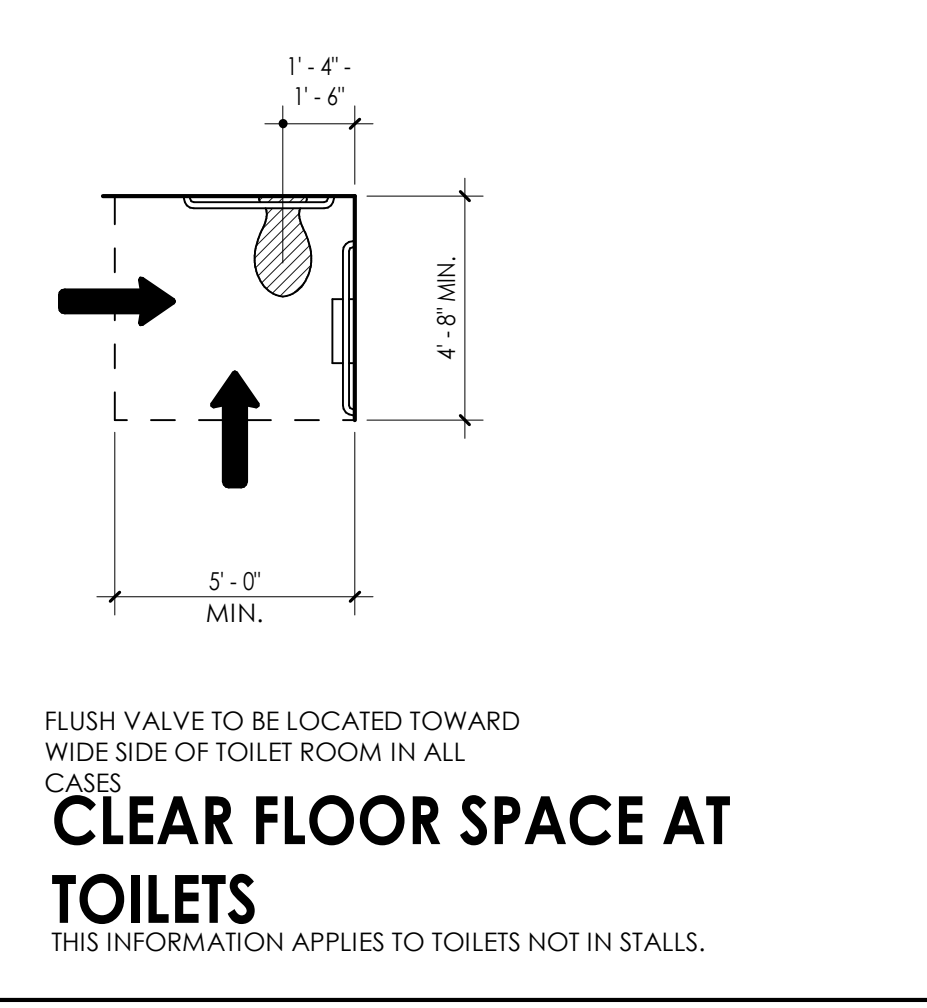 1' - 4" -
1' - 6"
4' - 8" MIN.
5' - 0"
MIN.
FLUSH VALVE TO BE LOCATED TOWARD
WIDE SIDE OF TOILET ROOM IN ALL
CASES
CLEAR FLOOR SPACE AT
TOILETS
THIS INFORMATION APPLIES TO TOILETS NOT IN STALLS.